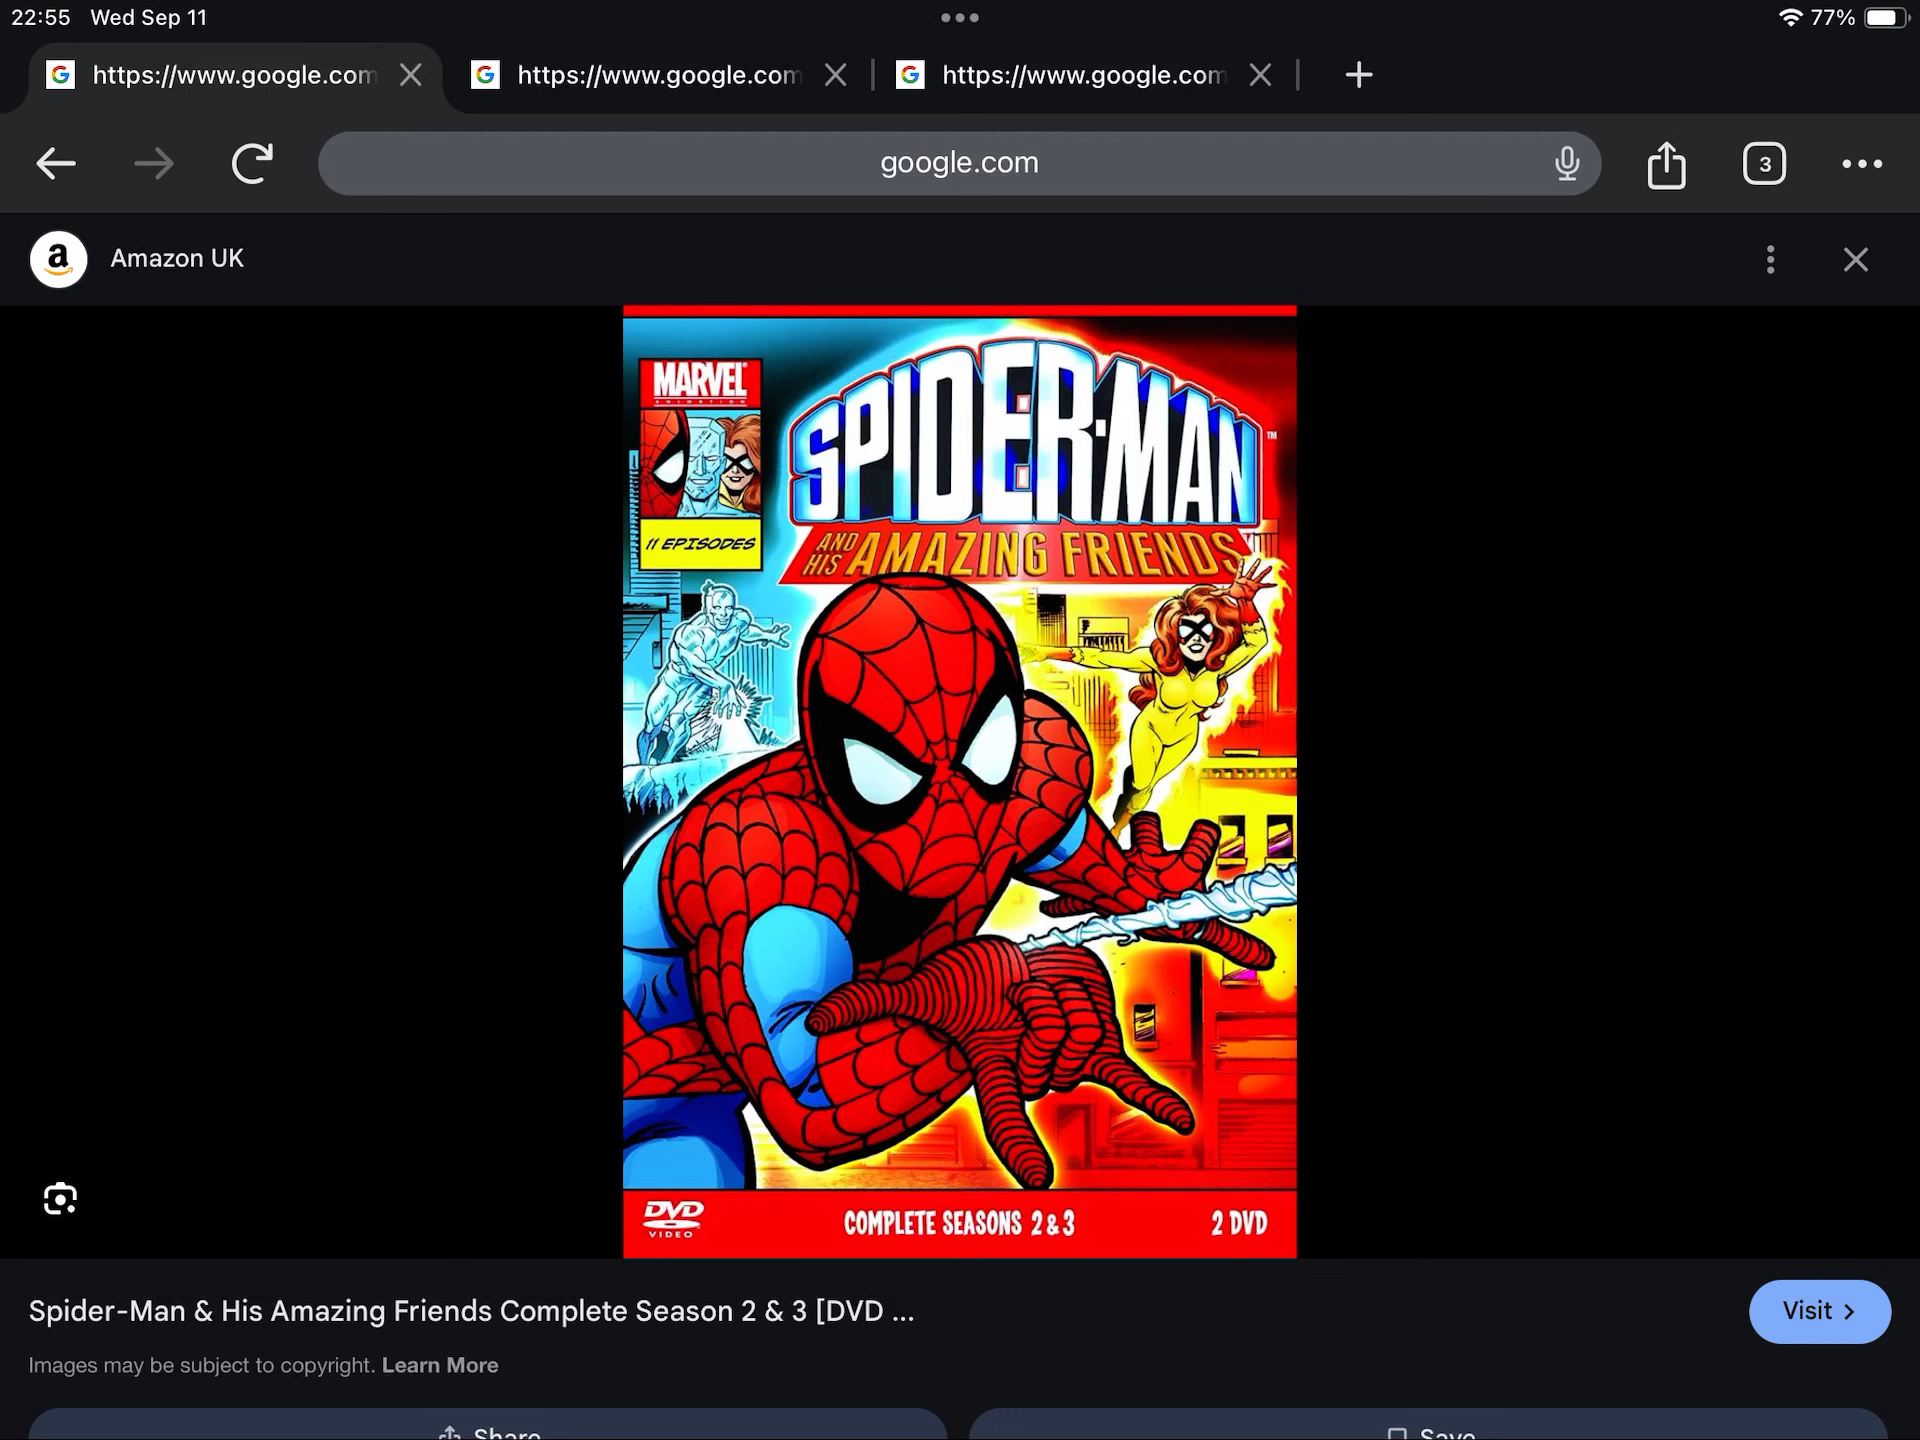 22:55 Wed Sep 11
77%
https://www.google.com
https://www.google.com
https://www.google.com
google.com
3
a
Amazon UK
MARVEL
ANIMATION
11 EPISODES
SPIDER-MAN
TM
AND HIS AMAZING FRIENDS
DVD
VIDEO
COMPLETE SEASONS 2 & 3
2 DVD
Spider-Man & His Amazing Friends Complete Season 2 & 3 [DVD ...
Visit
Images may be subject to copyright. Learn More
Share
Save